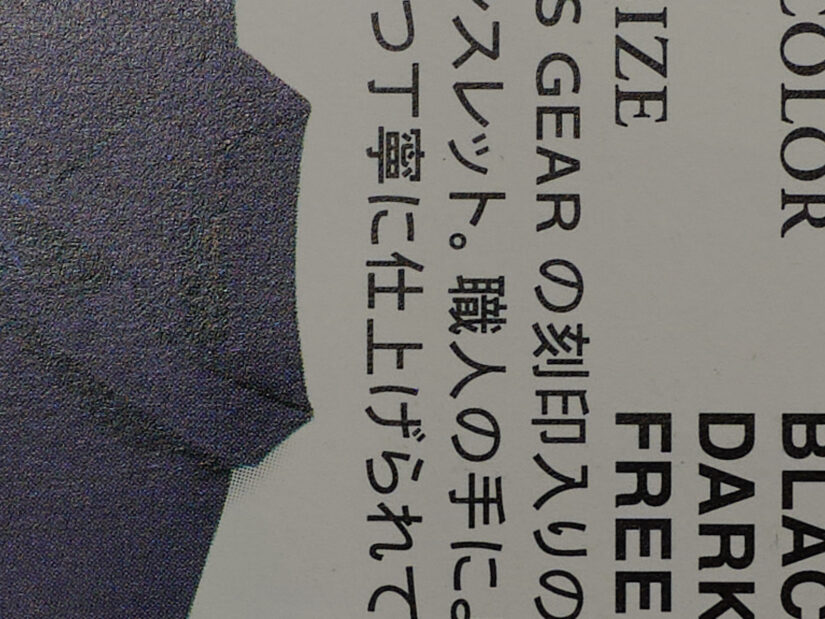 COLOR BLAC
DARK
IZE FREE
S GEAR の刻印入りの
スレット。職人の手に
つ丁寧に仕上げられて